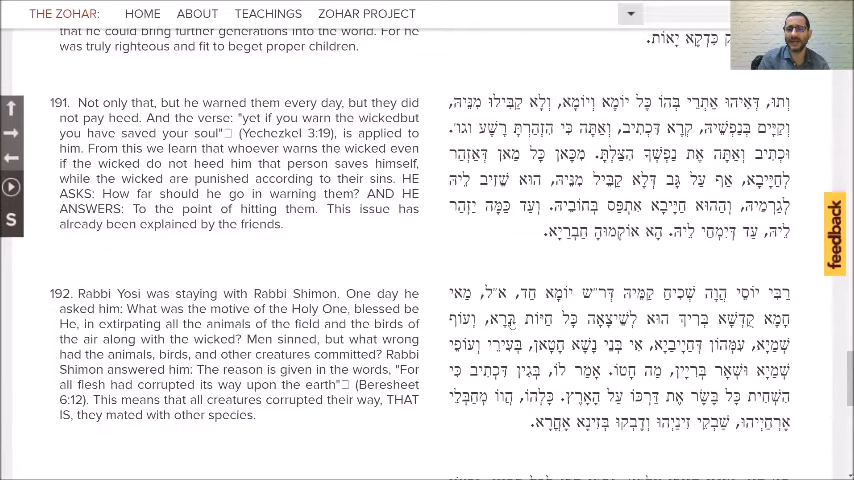 THE ZOHAR: HOME ABOUT TEACHINGS ZOHAR PROJECT
that he could bring further generations into the world. For he
was truly righteous and fit to beget proper children.
כִּדְקָא יָאוֹת.
191. Not only that, but he warned them every day, but they did
not pay heed. And the verse: "yet if you warn the wickedbut
you have saved your soul" (Yechezkel 3:19), is applied to
him. From this we learn that whoever warns the wicked even
if the wicked do not heed him that person saves himself,
while the wicked are punished according to their sins. HE
ASKS: How far should he go in warning them? AND HE
ANSWERS: To the point of hitting them. This issue has
already been explained by the friends.
וְתוּ, דְּאִיהוּ אַתְרֵי בְּהוֹ כָּל יוֹמָא וְיוֹמָא, וְלָא קַבִּילוּ מִנֵּיהּ,
וְקַיֵּים בְּנַפְשֵׁיהּ, קְרָא דִּכְתִיב, וְאַתָּה כִּי הִזְהַרְתָּ רָשָׁע וגו'.
וּכְתִיב וְאַתָּה אֶת נַפְשְׁךָ הִצַּלְתָּ. מִכָּאן כָּל מַאן דְּאַזְהַר
לְחַיָּיבָא, אַף עַל גַּב דְּלָא קַבִּיל מִנֵּיהּ, הוּא שֵׁזִיב לֵיהּ
לְגַרְמֵיהּ, וְהַהוּא חַיָּיבָא אִתְפַּס בְּחוֹבֵיהּ. וְעַד כַּמָּה יַזְהַר
לֵיהּ, עַד דְּיִמְחֵי לֵיהּ. הָא אוֹקְמוּהָ חַבְרַיָּא.
192. Rabbi Yosi was staying with Rabbi Shimon. One day he
asked him: What was the motive of the Holy One, blessed be
He, in extirpating all the animals of the field and the birds of
the air along with the wicked? Men sinned, but what wrong
had the animals, birds, and other creatures committed? Rabbi
Shimon answered him: The reason is given in the words, "For
all flesh had corrupted its way upon the earth" (Beresheet
6:12). This means that all creatures corrupted their way, THAT
IS, they mated with other species.
רַבִּי יוֹסֵי הֲוָה שְׁכִיחַ קַמֵּיהּ דְּר"ש יוֹמָא חַד, א"ל, מַאי
חָמָא קֻדְשָׁא בְּרִיךְ הוּא לְשֵׁיצָאָה כָּל חֵיוֹת בָּרָא, וְעוֹף
שְׁמַיָּא, עִמְּהוֹן דְּחַיָּיבַיָּא, אִי בְּנֵי נָשָׁא חָטָאן, בְּעִירֵי וְעוֹפֵי
שְׁמַיָּא וּשְׁאָר בִּרְיָין, מַה חָטוֹ. אָמַר לוֹ, בְּגִין דִּכְתִיב כִּי
הִשְׁחִית כָּל בָּשָׂר אֶת דַּרְכּוֹ עַל הָאָרֶץ. כֻּלְּהוֹ, הֲווֹ מְחַבְּלֵי
אָרְחַיְיהוּ, שַׁבְקֵי זִינַיְהוּ וְדָבְקוּ בְּזִינָא אַחֲרָא.
S
feedback